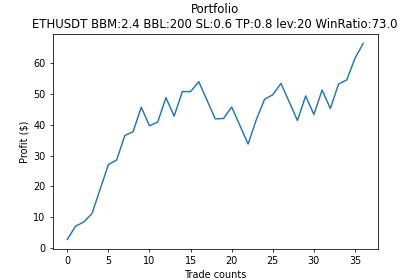 Portfolio
ETHUSDT BBM:2.4 BBL:200 SL:0.6 TP:0.8 lev:20 WinRatio:73.0
Profit ($)
60
50
40
30
20
10
0
0 5 10 15 20 25 30 35
Trade counts